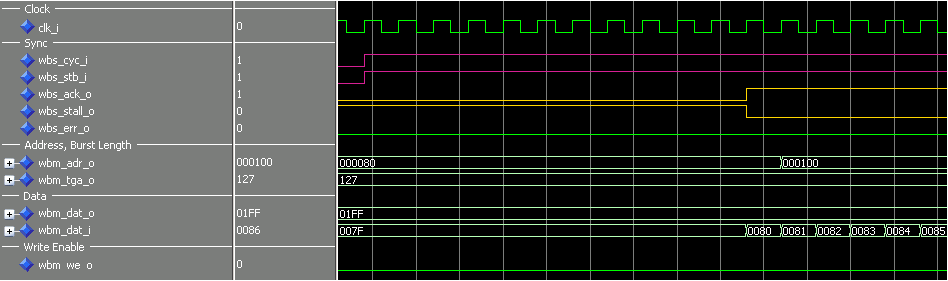 Clock
clk_i 0
Sync
wbs_cyc_i 1
wbs_stb_i 1
wbs_ack_o 1
wbs_stall_o 0
wbs_err_o 0
Address, Burst Length
wbm_adr_o 000100 000080 000100
wbm_tga_o 127 127
Data
wbm_dat_o 01FF 01FF
wbm_dat_i 0086 007F 0080 0081 0082 0083 0084 0085
Write Enable
wbm_we_o 0